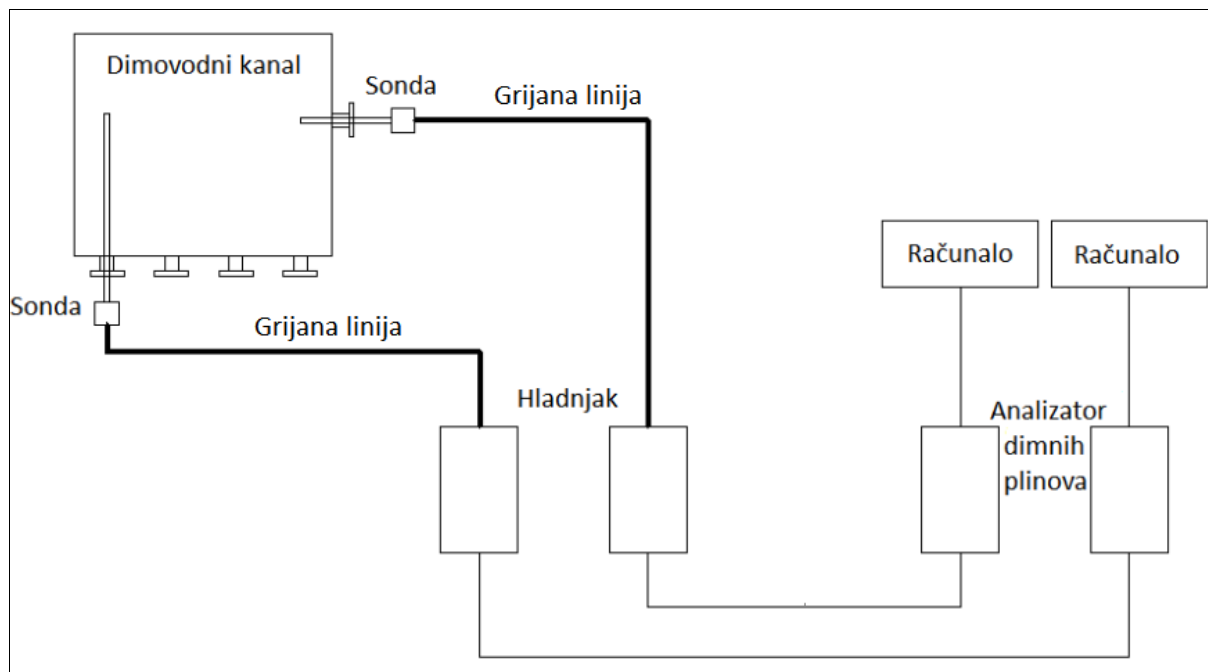 Dimovodni kanal
Sonda
Grijana linija
Sonda
Grijana linija
Računalo
Računalo
Hladnjak
Analizator
dimnih
plinova